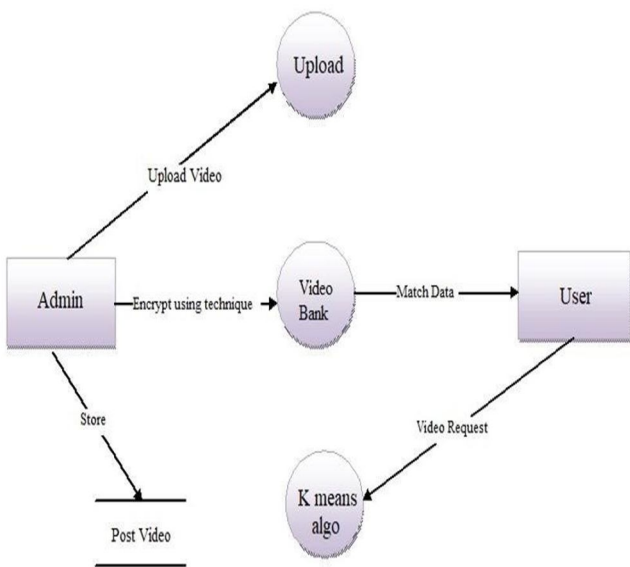 Upload
Upload Video
Admin
Encrypt using technique
Video
Bank
Match Data
User
Store
Video Request
K means
algo
Post Video